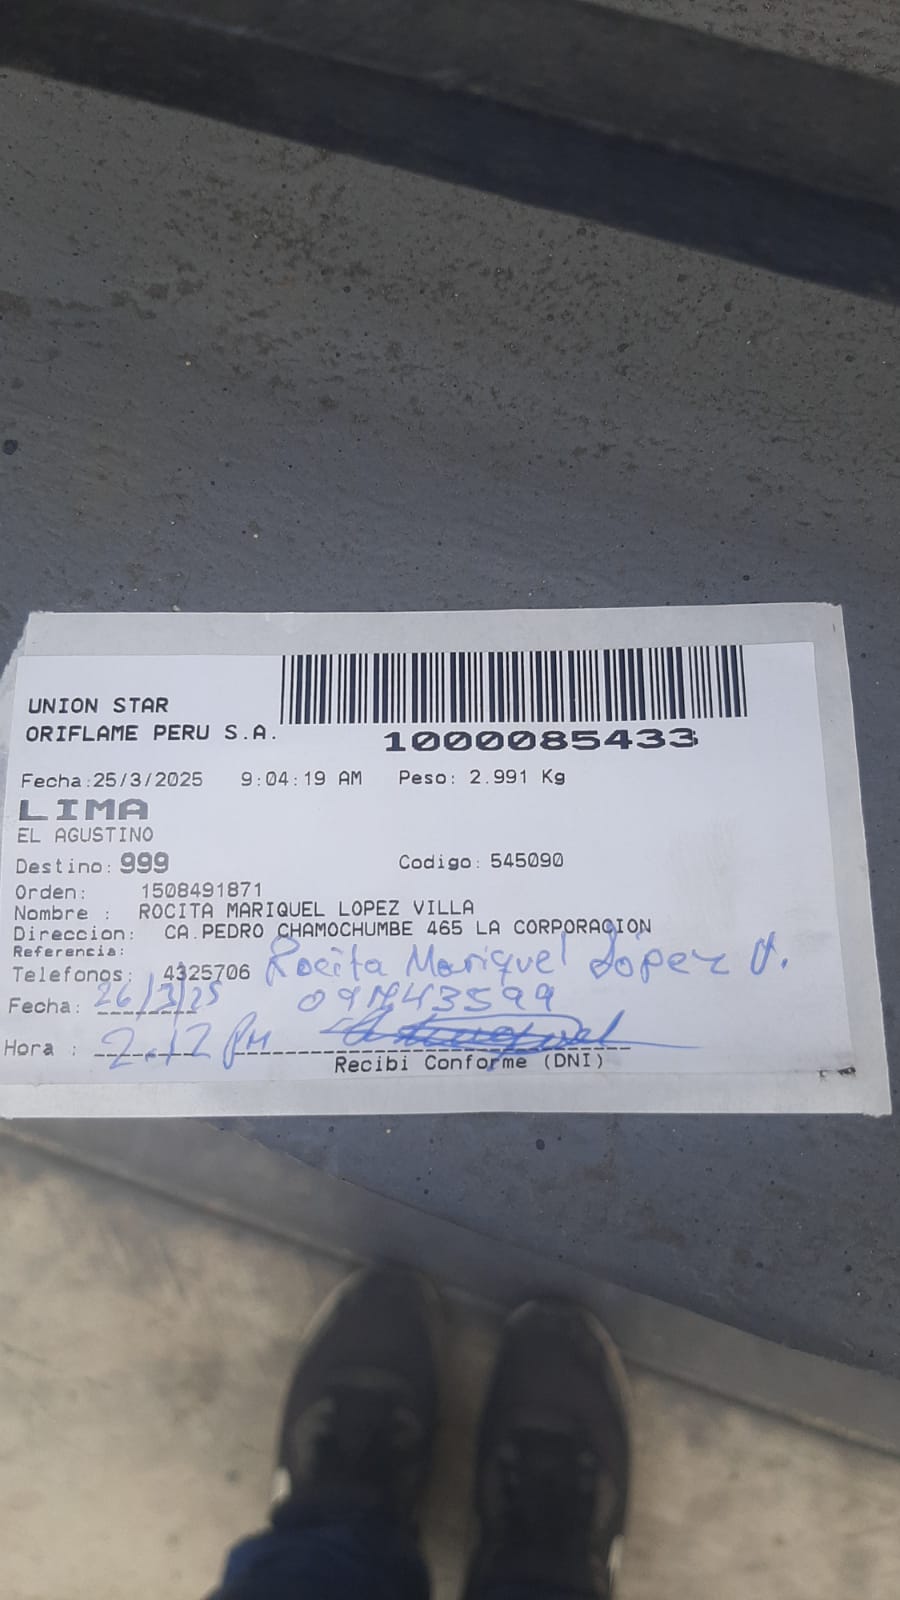 UNION STAR
ORIFLAME PERU S.A.
1000085433
Fecha:25/3/2025 9:04:19 AM Peso: 2.991 Kg
LIMA
EL AGUSTINO
Destino: 999 Codigo: 545090
Orden: 1508491871
Nombre : ROCITA MARIQUEL LOPEZ VILLA
Direccion: CA.PEDRO CHAMOCHUMBE 465 LA CORPORACION
Referencia:
Telefonos: 4325706 Rocita Mariquel López V.
Fecha: 26/3/25
Hora : 2.12 PM
Recibi Conforme (DNI)